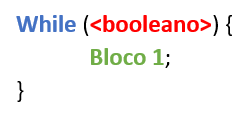 While (<booleano>) {
Bloco 1;
}